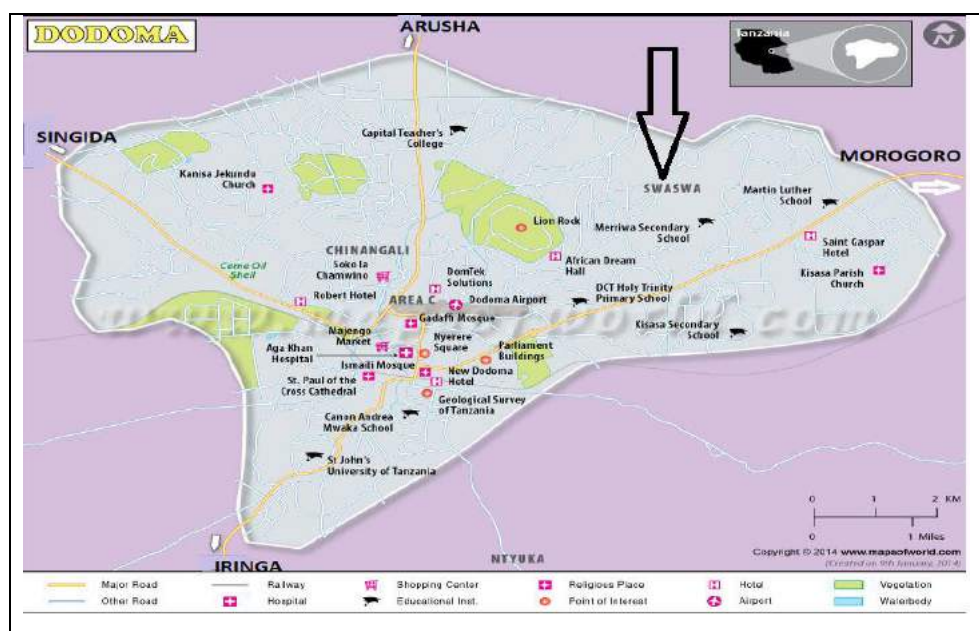 DODOMA
ARUSHA
Tanzania
N
SINGIDA
Capital Teacher's
College
MOROGORO
Kanisa Jekundu
Church
SWASWA
Martin Luther
School
Lion Rock
Merriwa Secondary
School
Saint Gaspar
Hotel
CHINANGALI
African Dream
Hall
Soko la
Chamwino
DomTek
Solutions
Kisasa Parish
Church
DCT Holy Trinity
Primary School
Robert Hotel
AREA C
Dodoma Airport
Gadaffi Mosque
Kisasa Secondary
School
Majengo
Market
Nyerere
Square
Parliament
Buildings
Aga Khan
Hospital
Ismaili Mosque
New Dodoma
Hotel
St. Paul of the
Cross Cathedral
Geological Survey
of Tanzania
Canon Andrea
Mwaka School
St John's
University of Tanzania
0 1 2 KM
0 1 Miles
Copyright © 2014 www.mapsofworld.com
(Created on 9th January, 2014)
NTYUKA
IRINGA
Major Road
Railway
Shopping Center
Religious Place
Hotel
Vegetation
Other Road
Hospital
Educational Inst.
Point of Interest
Airport
Waterbody